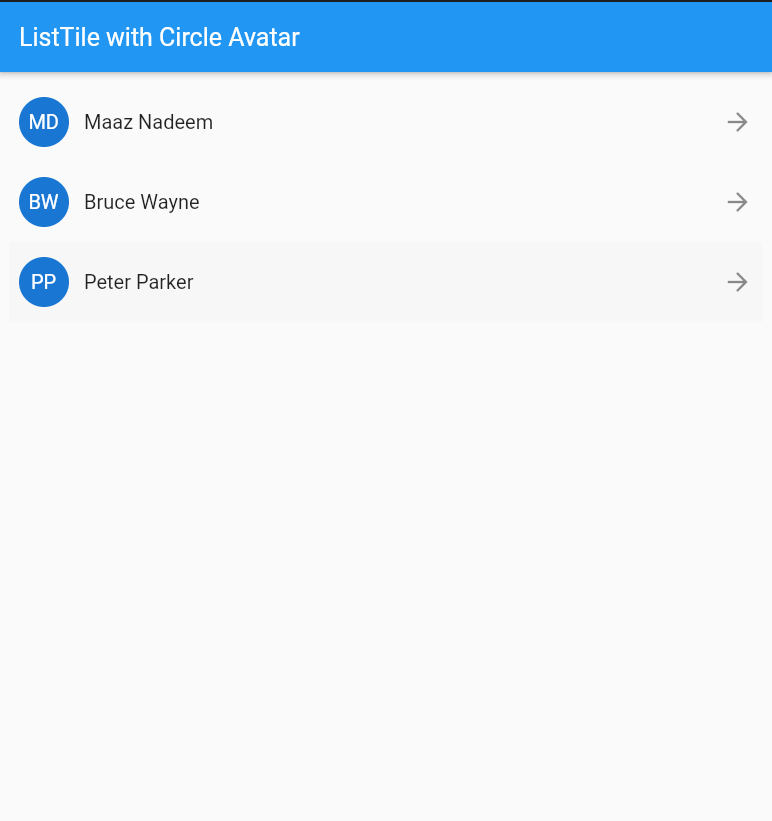 ListTile with Circle Avatar
MD Maaz Nadeem
BW Bruce Wayne
PP Peter Parker